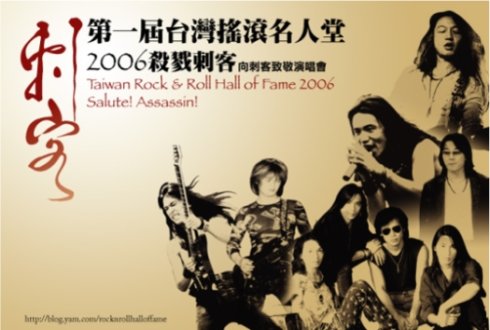 刺客
第一屆台灣搖滾名人堂
2006殺戮刺客 向刺客致敬演唱會
Taiwan Rock & Roll Hall of Fame 2006
Salute! Assassin!
http://blog.yam.com/rocknrollhalloffame